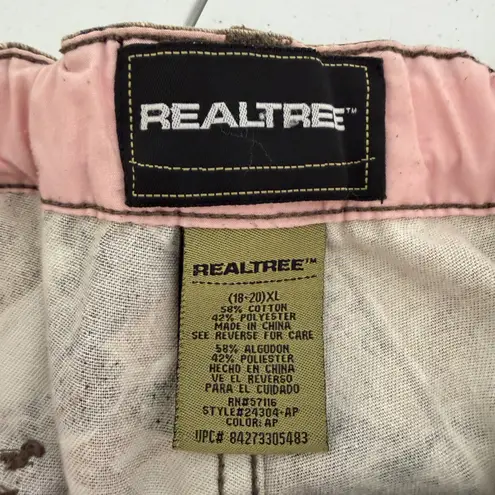 REALTREE™
REALTREE™
(18-20)XL
58% COTTON
42% POLYESTER
MADE IN CHINA
SEE REVERSE FOR CARE
58% ALGODON
42% POLIESTER
HECHO EN CHINA
VE EL REVERSO
PARA EL CUIDADO
RN#57116
STYLE#24304-AP
COLOR: AP
UPC# 84273305483